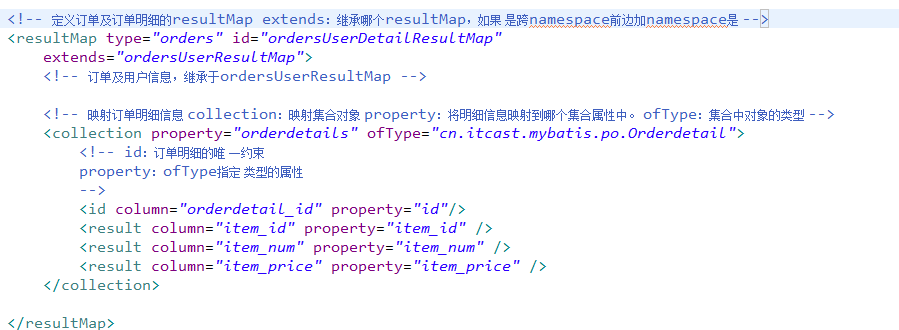 <!-- 定义订单及订单明细的resultMap extends：继承哪个resultMap，如果 是跨namespace前边加namespace是 -->
<resultMap type="orders" id="ordersUserDetailResultMap"
extends="ordersUserResultMap">
<!-- 订单及用户信息，继承于ordersUserResultMap -->
<!-- 映射订单明细信息 collection：映射集合对象 property：将明细信息映射到哪个集合属性中。 ofType：集合中对象的类型 -->
<collection property="orderdetails" ofType="cn.itcast.mybatis.po.Orderdetail">
<!-- id：订单明细的唯 一约束
property：ofType指定 类型的属性
-->
<id column="orderdetail_id" property="id"/>
<result column="item_id" property="item_id" />
<result column="item_num" property="item_num" />
<result column="item_price" property="item_price" />
</collection>
</resultMap>